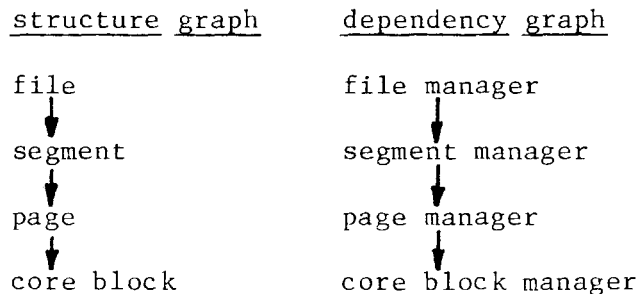 structure graph dependency graph
file file manager
segment segment manager
page page manager
core block core block manager